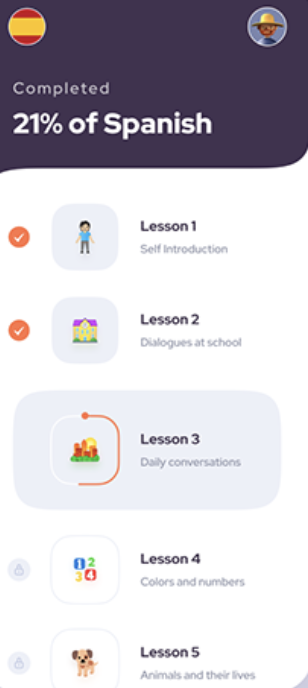 Completed
21% of Spanish
Lesson 1
Self Introduction
Lesson 2
Dialogues at school
Lesson 3
Daily conversations
1 2
3 4
Lesson 4
Colors and numbers
Lesson 5
Animals and their lives